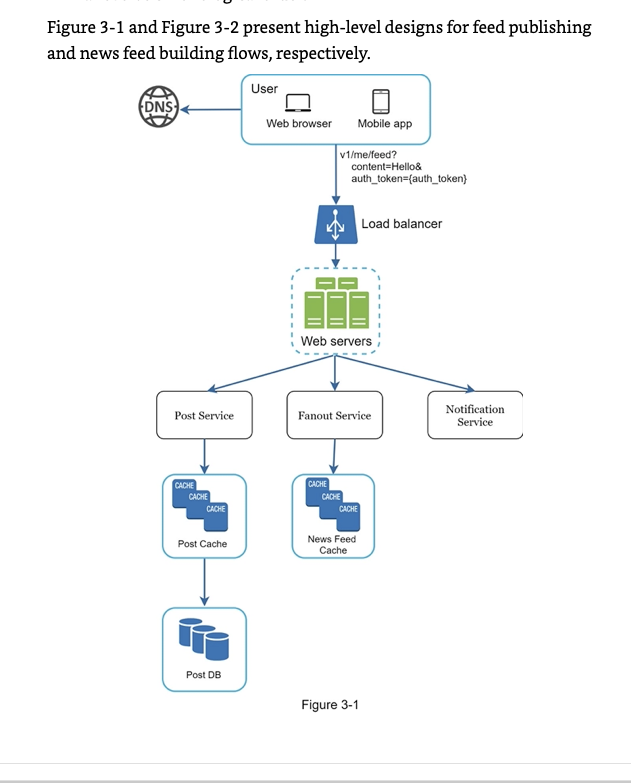 Figure 3-1 and Figure 3-2 present high-level designs for feed publishing
and news feed building flows, respectively.
User
DNS
Web browser
Mobile app
v1/me/feed?
content=Hello&
auth_token={auth_token}
Load balancer
Web servers
Post Service
Fanout Service
Notification
Service
CACHE
CACHE
CACHE
Post Cache
CACHE
CACHE
CACHE
News Feed
Cache
Post DB
Figure 3-1